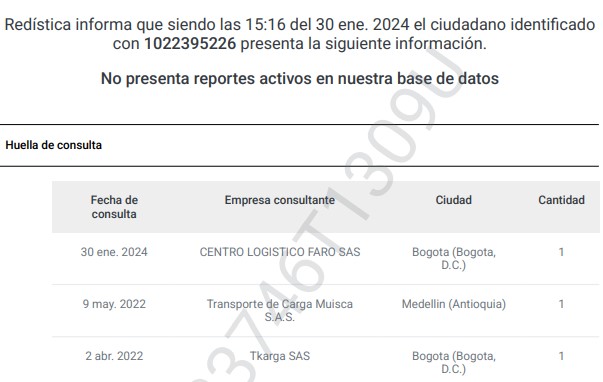 Redística informa que siendo las 15:16 del 30 ene. 2024 el ciudadano identificado
con 1022395226 presenta la siguiente información.
No presenta reportes activos en nuestra base de datos
Huella de consulta
Fecha de consulta Empresa consultante Ciudad Cantidad
30 ene. 2024 CENTRO LOGISTICO FARO SAS Bogota (Bogota, D.C.) 1
9 may. 2022 Transporte de Carga Muisca S.A.S. Medellin (Antioquia) 1
2 abr. 2022 Tkarga SAS Bogota (Bogota, D.C.) 1
3746T1309U